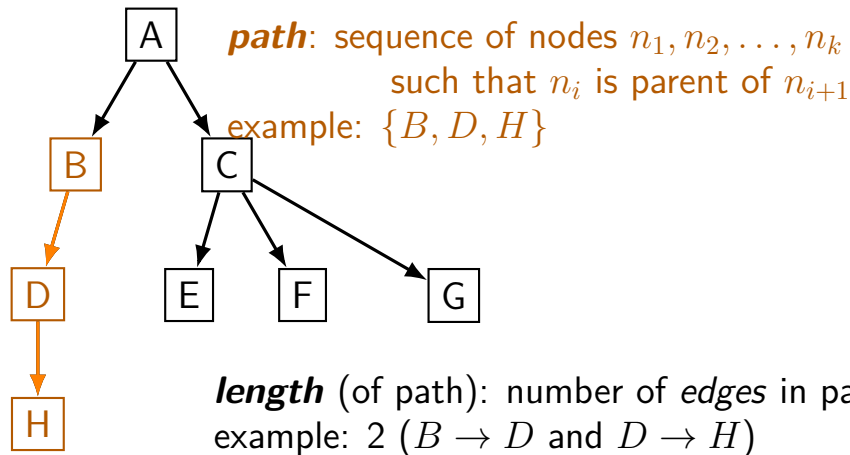 A
path: sequence of nodes n₁, n₂, . . . , nₖ
such that nᵢ is parent of nᵢ₊₁
example: {B, D, H}
B
C
D
E
F
G
length (of path): number of edges in pa
H
example: 2 (B → D and D → H)